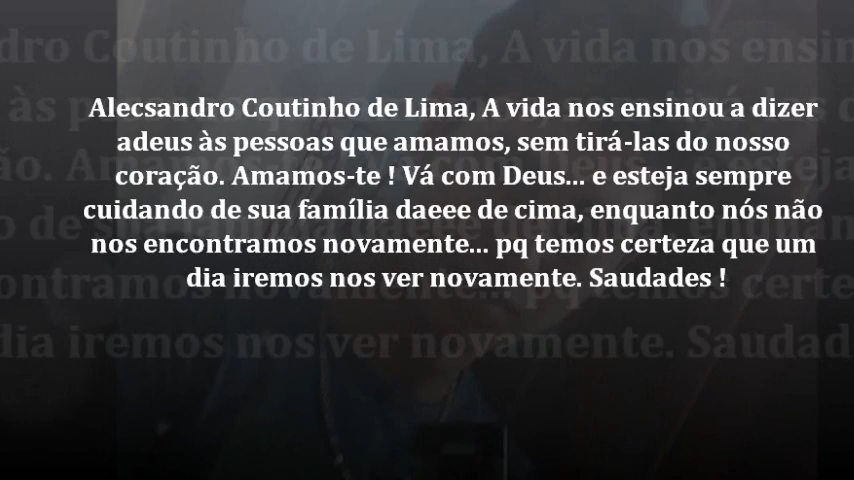 Alecsandro Coutinho de Lima, A vida nos ensinou a dizer
adeus às pessoas que amamos, sem tirá-las do nosso
coração. Amamos-te ! Vá com Deus... e esteja sempre
cuidando de sua família daeee de cima, enquanto nós não
nos encontramos novamente... pq temos certeza que um
dia iremos nos ver novamente. Saudades !